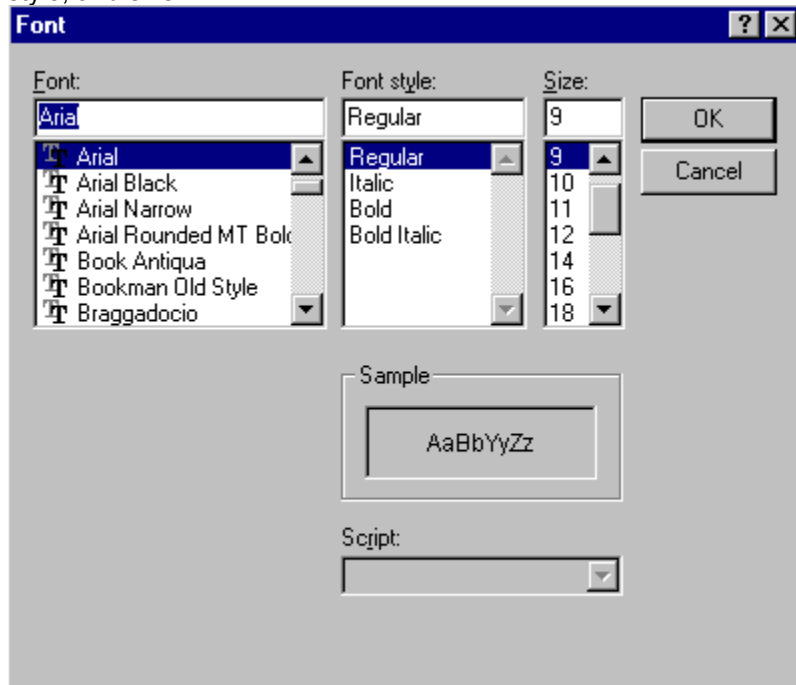 Font
Font: Font style: Size:
Arial Regular 9 OK
Arial Regular 9 Cancel
Arial Black Italic 10
Arial Narrow Bold 11
Arial Rounded MT Bold Bold Italic 12
Book Antiqua 14
Bookman Old Style 16
Braggadocio 18
Sample
AaBbYyZz
Script: